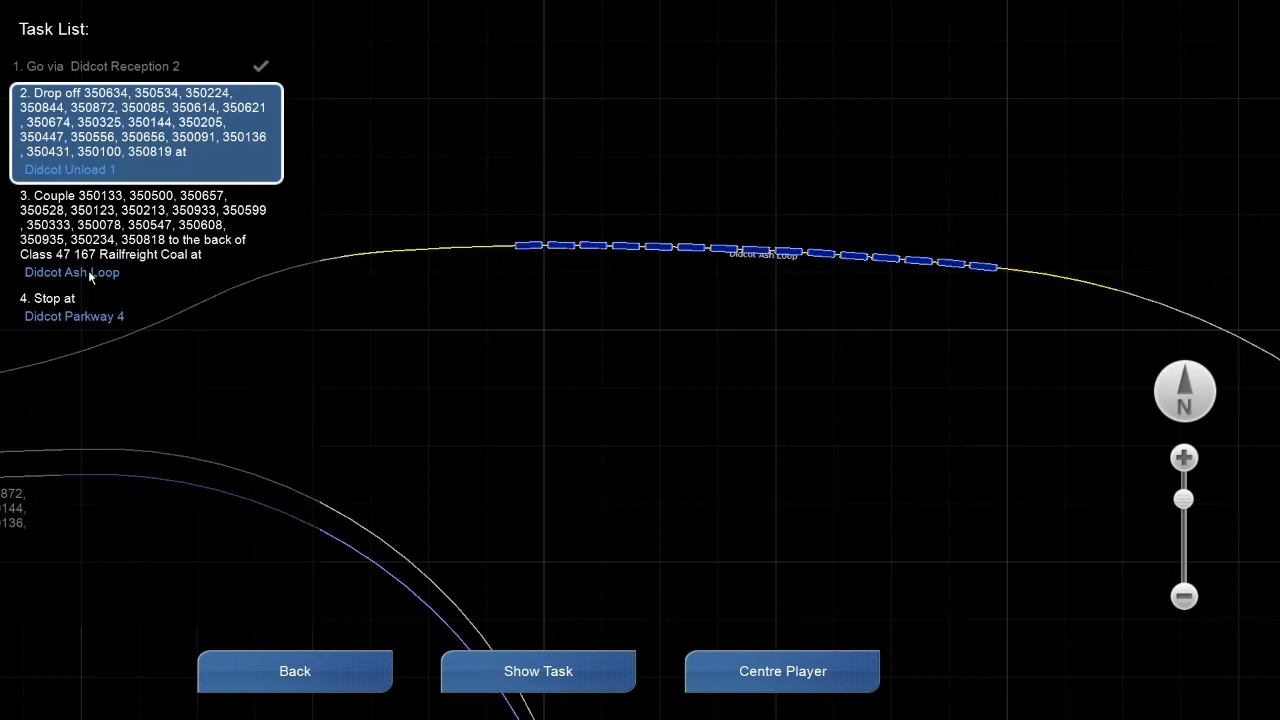 Task List:
1. Go via  Didcot Reception 2
2. Drop off 350634, 350534, 350224,
350844, 350872, 350085, 350614, 350621
, 350674, 350325, 350144, 350205,
350447, 350556, 350656, 350091, 350136
, 350431, 350100, 350819 at
Didcot Unload 1
3. Couple 350133, 350500, 350657,
350528, 350123, 350213, 350933, 350599
, 350333, 350078, 350547, 350608,
350935, 350234, 350818 to the back of
Class 47 167 Railfreight Coal at
Didcot Ash Loop
4. Stop at
Didcot Parkway 4
Didcot Ash Loop
N
872,
144,
136,
Back
Show Task
Centre Player